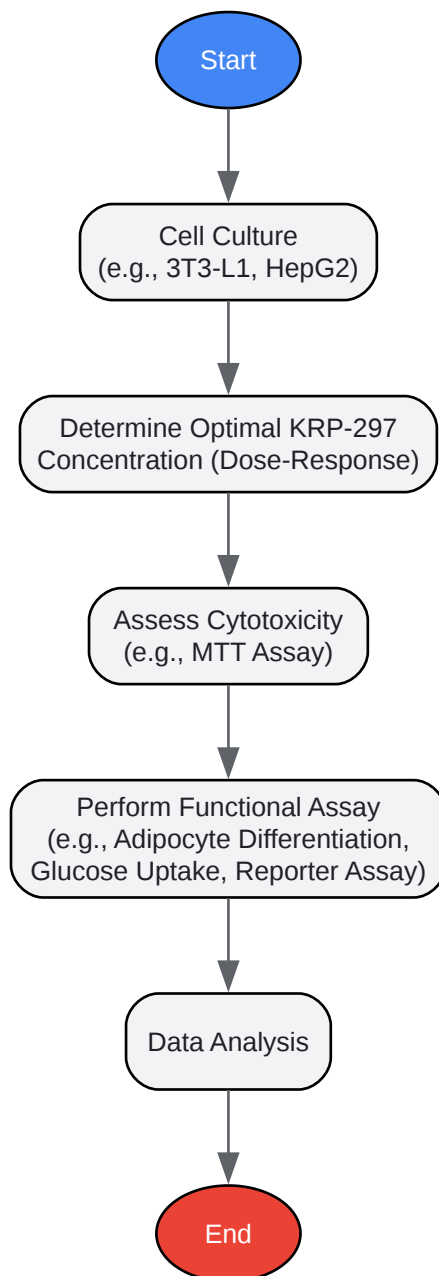 Start
Cell Culture
(e.g., 3T3-L1, HepG2)
Determine Optimal KRP-297
Concentration (Dose-Response)
Assess Cytotoxicity
(e.g., MTT Assay)
Perform Functional Assay
(e.g., Adipocyte Differentiation,
Glucose Uptake, Reporter Assay)
Data Analysis
End